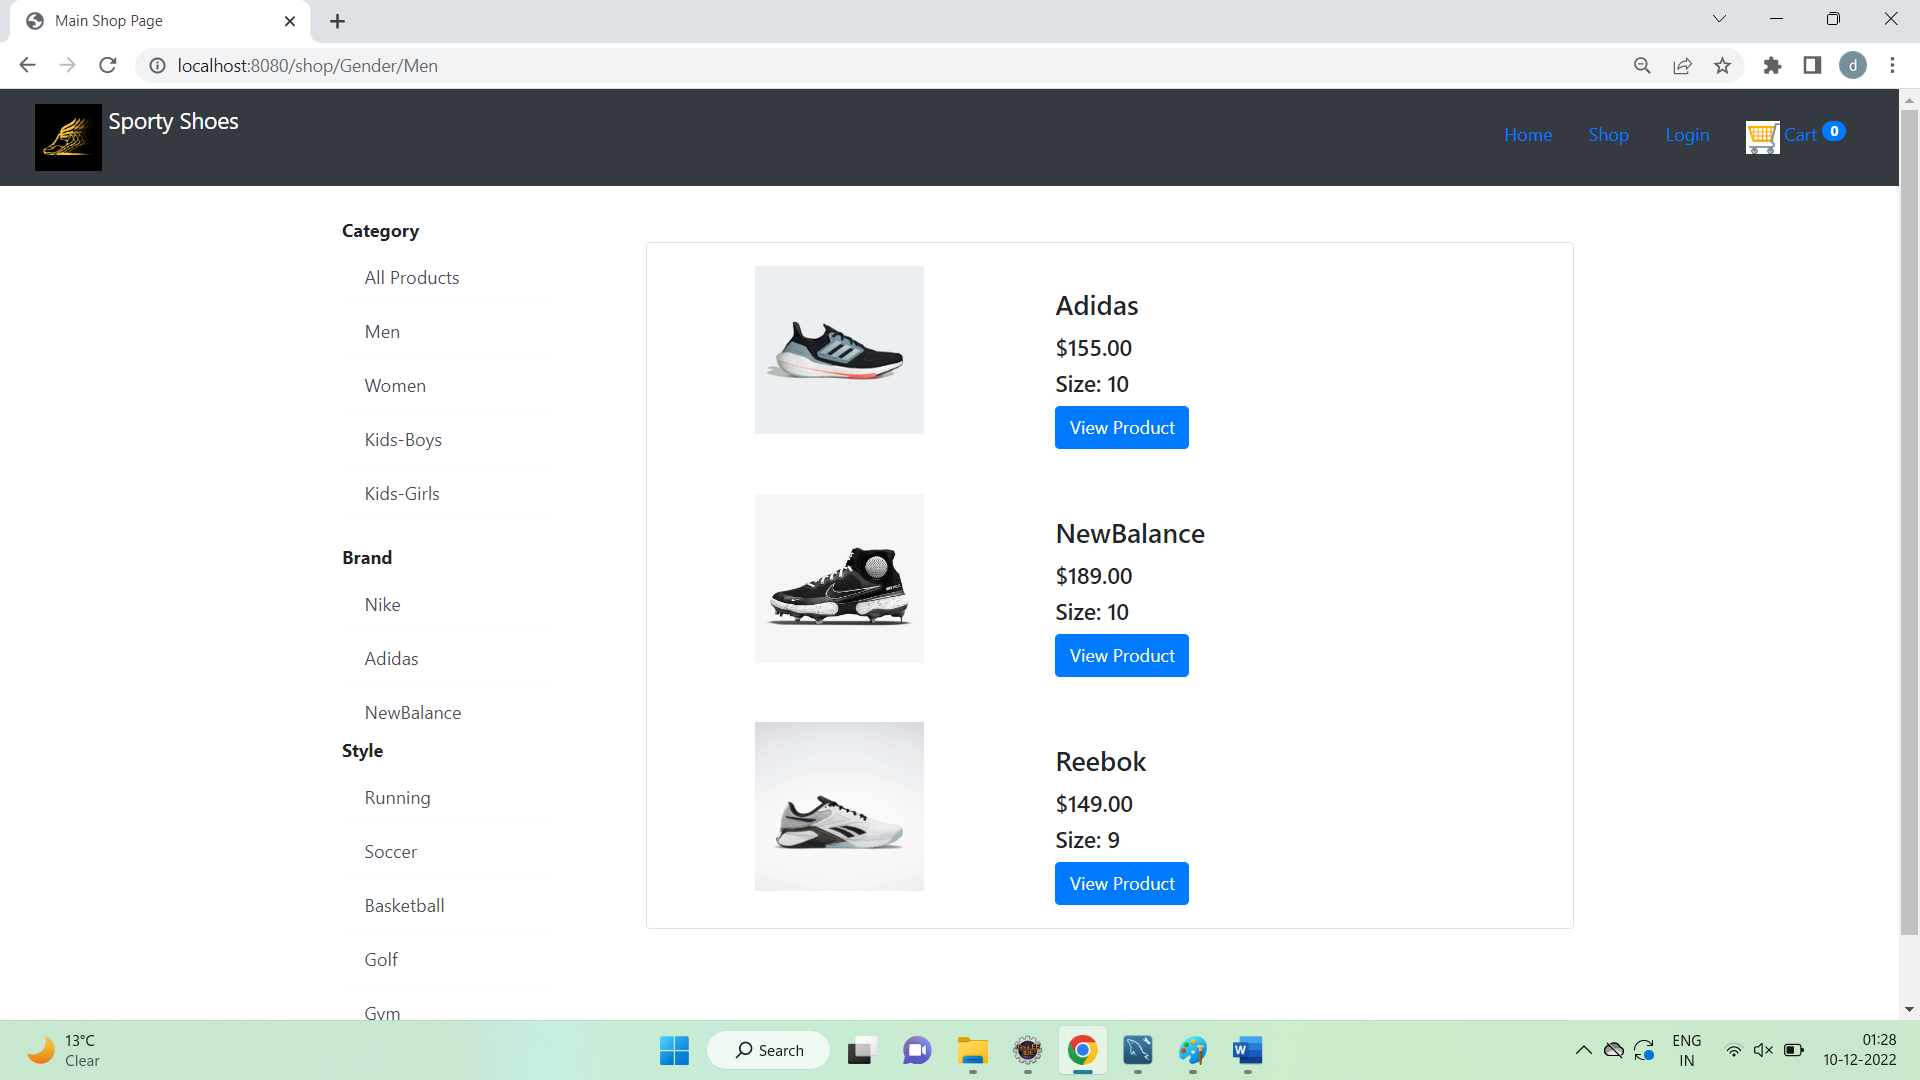 Main Shop Page
localhost:8080/shop/Gender/Men
d
Sporty Shoes
Home
Shop
Login
Cart 0
Category
All Products
Men
Women
Kids-Boys
Kids-Girls
Brand
Nike
Adidas
NewBalance
Style
Running
Soccer
Basketball
Golf
Gym
Adidas
$155.00
Size: 10
View Product
NewBalance
$189.00
Size: 10
View Product
Reebok
$149.00
Size: 9
View Product
13°C
Clear
Search
W
ENG
IN
01:28
10-12-2022